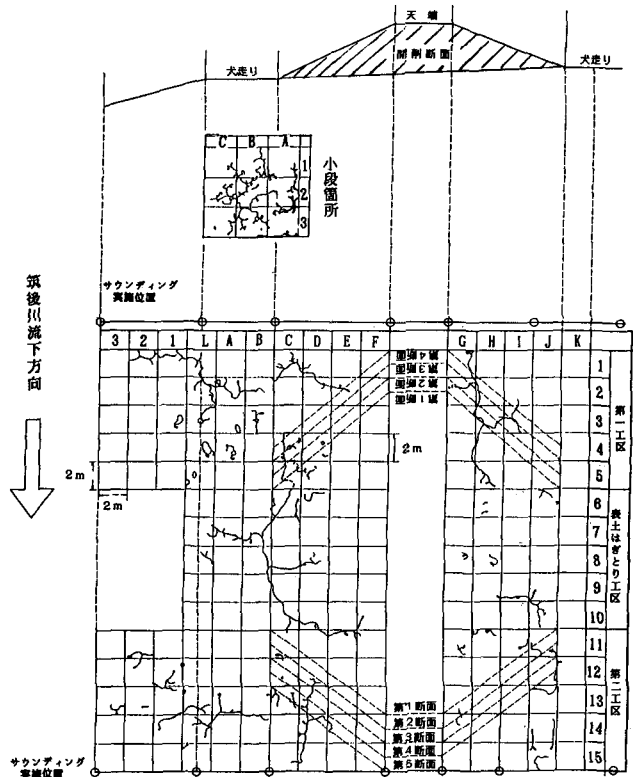 天端
開削断面
犬走り
犬走り
C B A
1
2
3
小段箇所
筑後川流下方向
サウンディング
実施位置
3 2 1 L A B C D E F G H I J K
第4断面
第3断面
第2断面
第1断面
2m
2m
2m
1
2
3
4
5
6
7
8
9
10
11
12
13
14
15
第一工区
表土はぎとり工区
第二工区
第1断面
第2断面
第3断面
第4断面
第5断面
サウンディング
実施位置